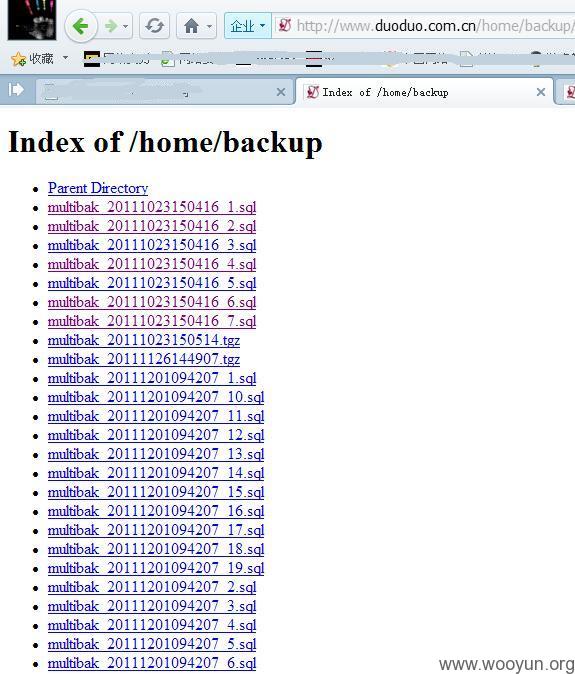 企业
http://www.duoduo.com.cn/home/backup/
收藏
Index of /home/backup
Index of /home/backup
Parent Directory
multibak_20111023150416_1.sql
multibak_20111023150416_2.sql
multibak_20111023150416_3.sql
multibak_20111023150416_4.sql
multibak_20111023150416_5.sql
multibak_20111023150416_6.sql
multibak_20111023150416_7.sql
multibak_20111023150514.tgz
multibak_20111126144907.tgz
multibak_20111201094207_1.sql
multibak_20111201094207_10.sql
multibak_20111201094207_11.sql
multibak_20111201094207_12.sql
multibak_20111201094207_13.sql
multibak_20111201094207_14.sql
multibak_20111201094207_15.sql
multibak_20111201094207_16.sql
multibak_20111201094207_17.sql
multibak_20111201094207_18.sql
multibak_20111201094207_19.sql
multibak_20111201094207_2.sql
multibak_20111201094207_3.sql
multibak_20111201094207_4.sql
multibak_20111201094207_5.sql
multibak_20111201094207_6.sql
www.wooyun.org